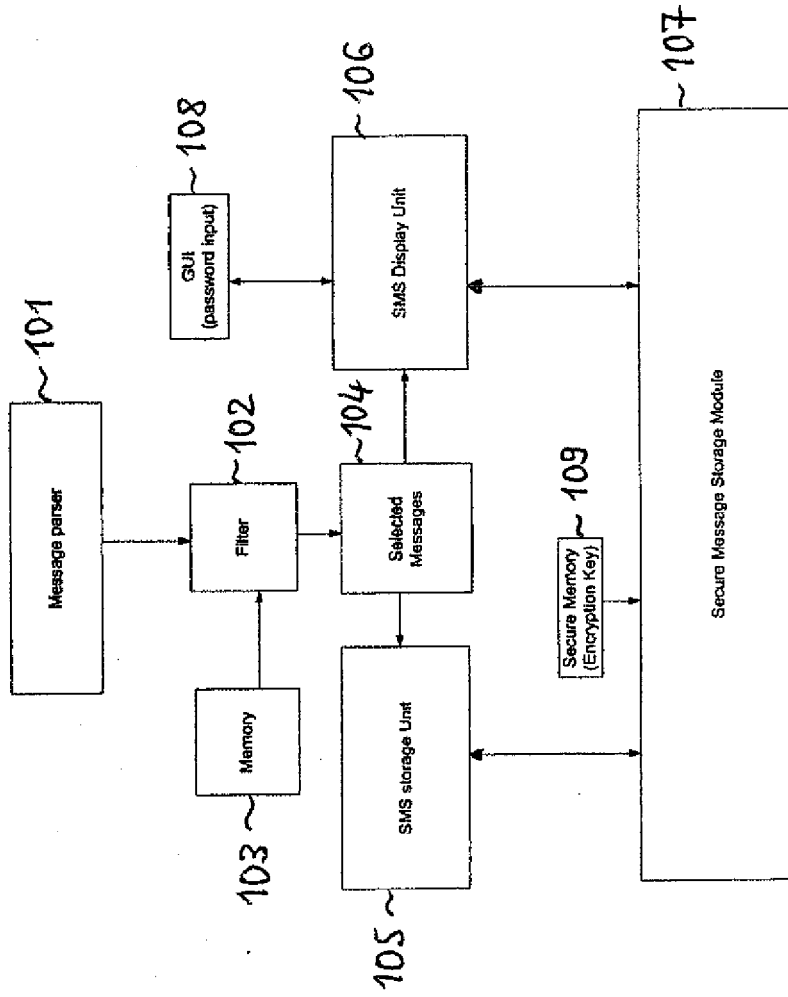 101
Message parser
108
GUI
(password input)
102
Filter
Memory
103
104
Selected
Messages
106
SMS Display Unit
105
SMS storage Unit
109
Secure Memory
(Encryption Key)
107
Secure Message Storage Module